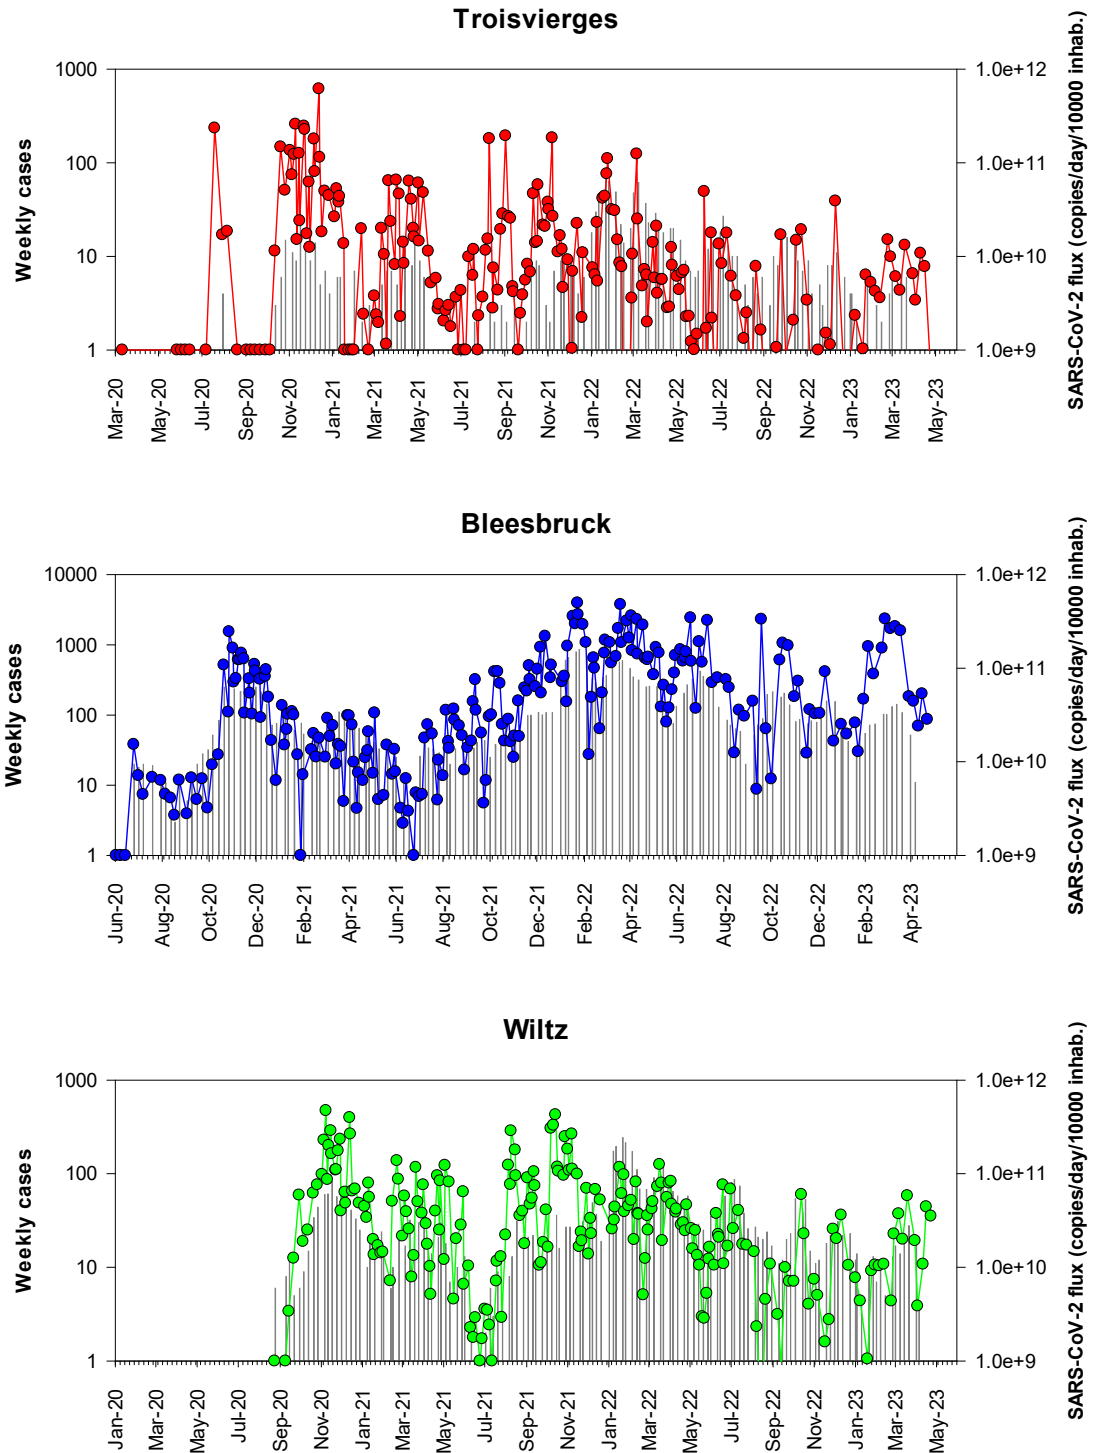 Troisvierges
Weekly cases
1000
100
10
1
1.0e+12
1.0e+11
1.0e+10
1.0e+9
SARS-CoV-2 flux (copies/day/10000 inhab.)
Mar-20
May-20
Jul-20
Sep-20
Nov-20
Jan-21
Mar-21
May-21
Jul-21
Sep-21
Nov-21
Jan-22
Mar-22
May-22
Jul-22
Sep-22
Nov-22
Jan-23
Mar-23
May-23
Bleesbruck
Weekly cases
10000
1000
100
10
1
1.0e+12
1.0e+11
1.0e+10
1.0e+9
SARS-CoV-2 flux (copies/day/10000 inhab.)
Jun-20
Aug-20
Oct-20
Dec-20
Feb-21
Apr-21
Jun-21
Aug-21
Oct-21
Dec-21
Feb-22
Apr-22
Jun-22
Aug-22
Oct-22
Dec-22
Feb-23
Apr-23
Wiltz
Weekly cases
1000
100
10
1
1.0e+12
1.0e+11
1.0e+10
1.0e+9
SARS-CoV-2 flux (copies/day/10000 inhab.)
Jan-20
Mar-20
May-20
Jul-20
Sep-20
Nov-20
Jan-21
Mar-21
May-21
Jul-21
Sep-21
Nov-21
Jan-22
Mar-22
May-22
Jul-22
Sep-22
Nov-22
Jan-23
Mar-23
May-23